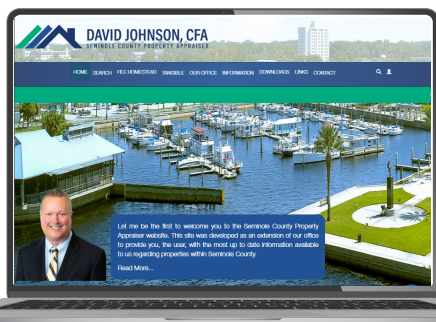 DAVID JOHNSON, CFA
SEMINOLE COUNTY PROPERTY APPRAISER
HOME SEARCH FILE HOMESTEAD TANGIBLE OUR OFFICE INFORMATION DOWNLOADS LINKS CONTACT
Let me be the first to welcome you to the Seminole County Property
Appraiser website. This site was developed as an extension of our office
to provide you, the user, with the most up to date information available
to us regarding properties within Seminole County.
Read More...